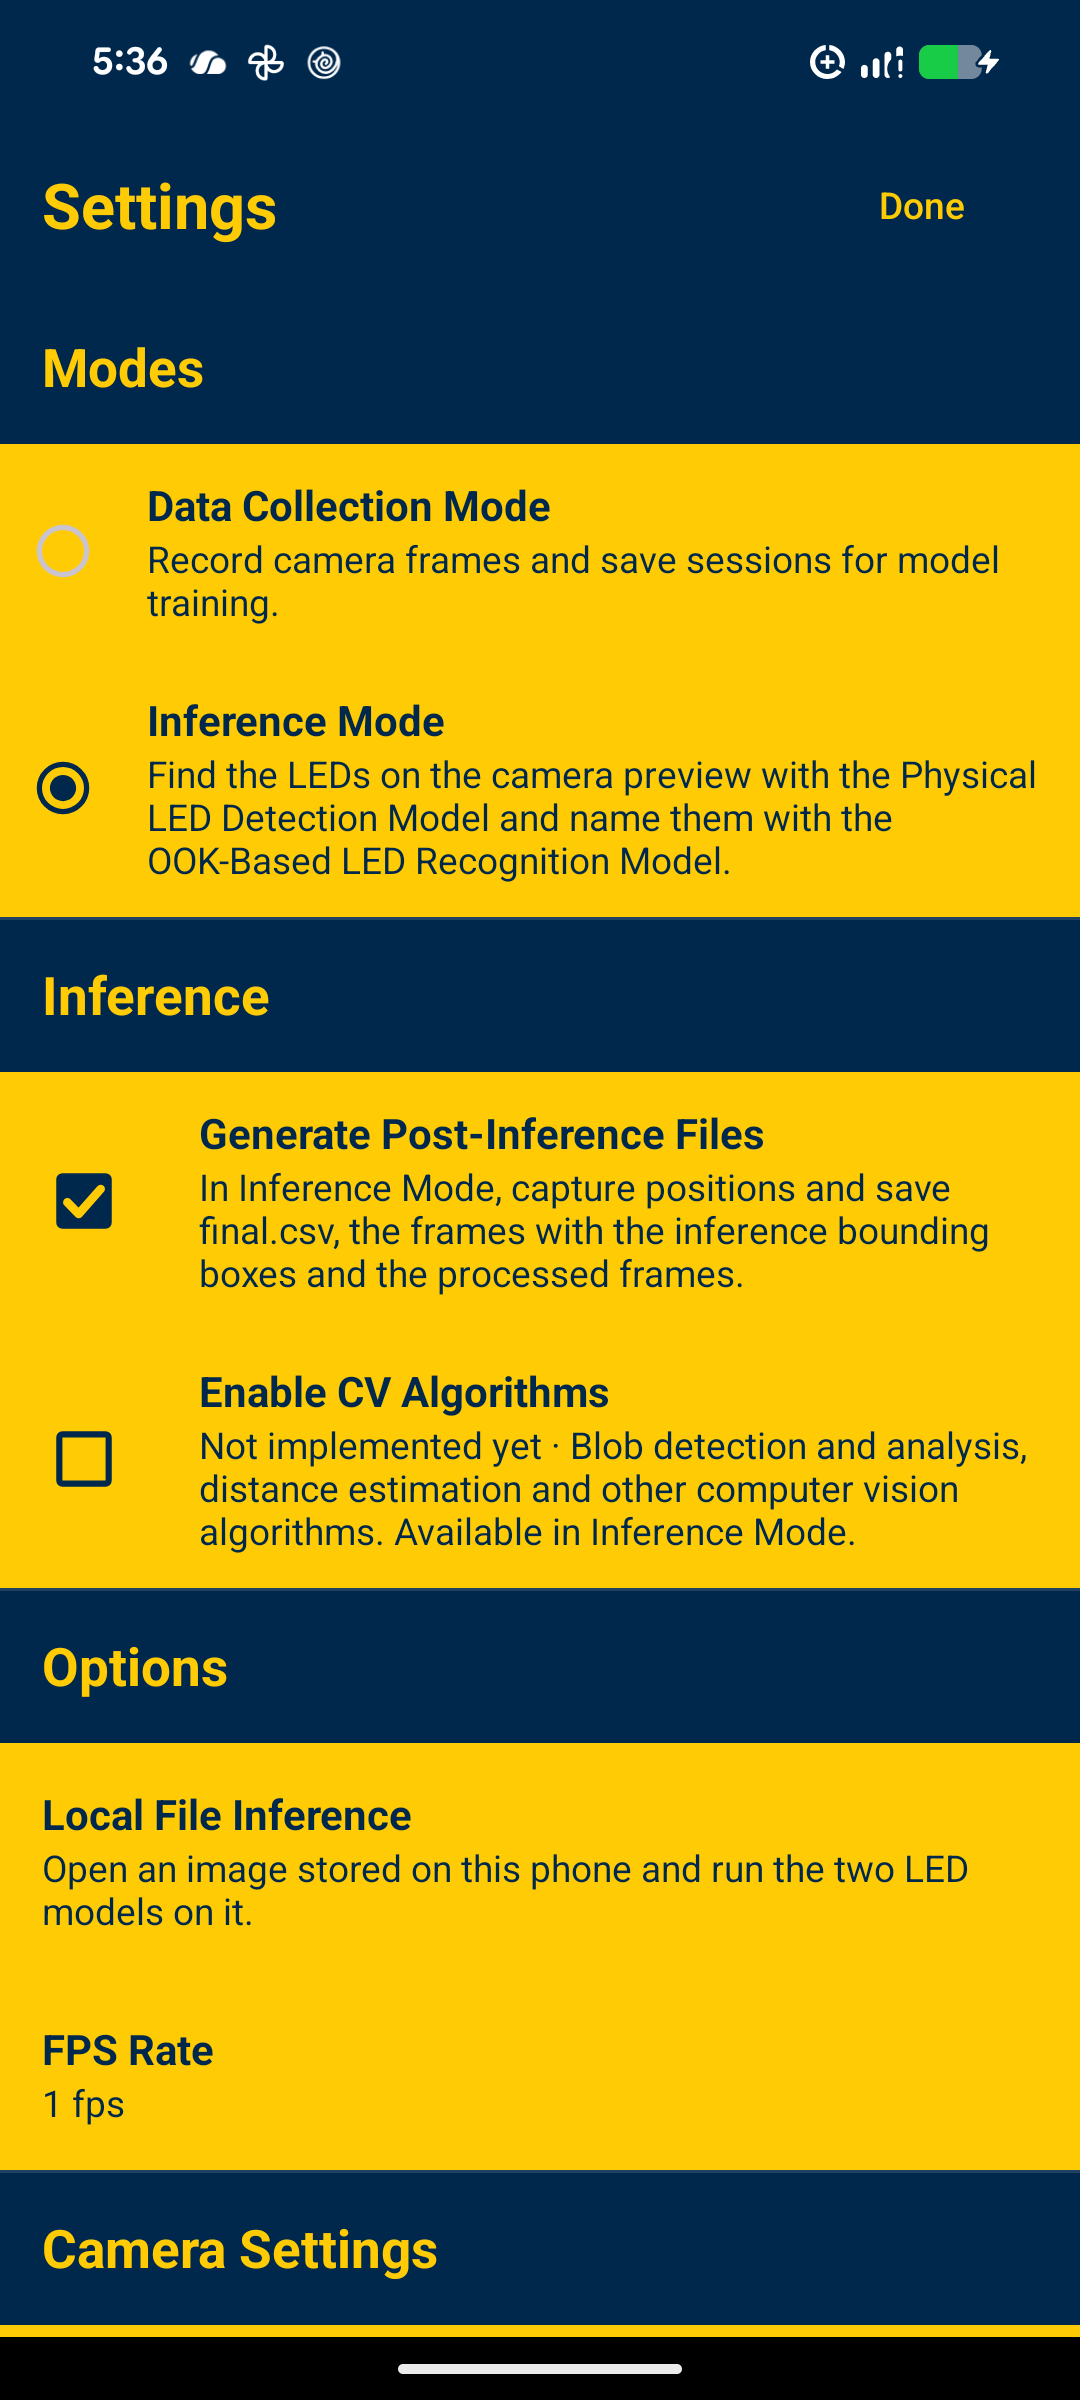 5:36
Settings
Done
Modes
Data Collection Mode
Record camera frames and save sessions for model
training.
Inference Mode
Find the LEDs on the camera preview with the Physical
LED Detection Model and name them with the
OOK-Based LED Recognition Model.
Inference
Generate Post-Inference Files
In Inference Mode, capture positions and save
final.csv, the frames with the inference bounding
boxes and the processed frames.
Enable CV Algorithms
Not implemented yet · Blob detection and analysis,
distance estimation and other computer vision
algorithms. Available in Inference Mode.
Options
Local File Inference
Open an image stored on this phone and run the two LED
models on it.
FPS Rate
1 fps
Camera Settings